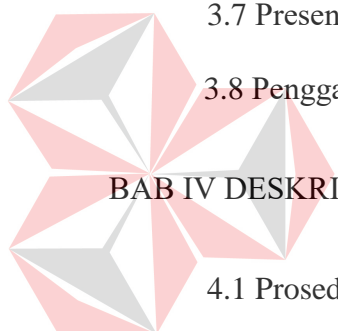 3.7 Presen
3.8 Pengga
BAB IV DESKRI
4.1 Prosed